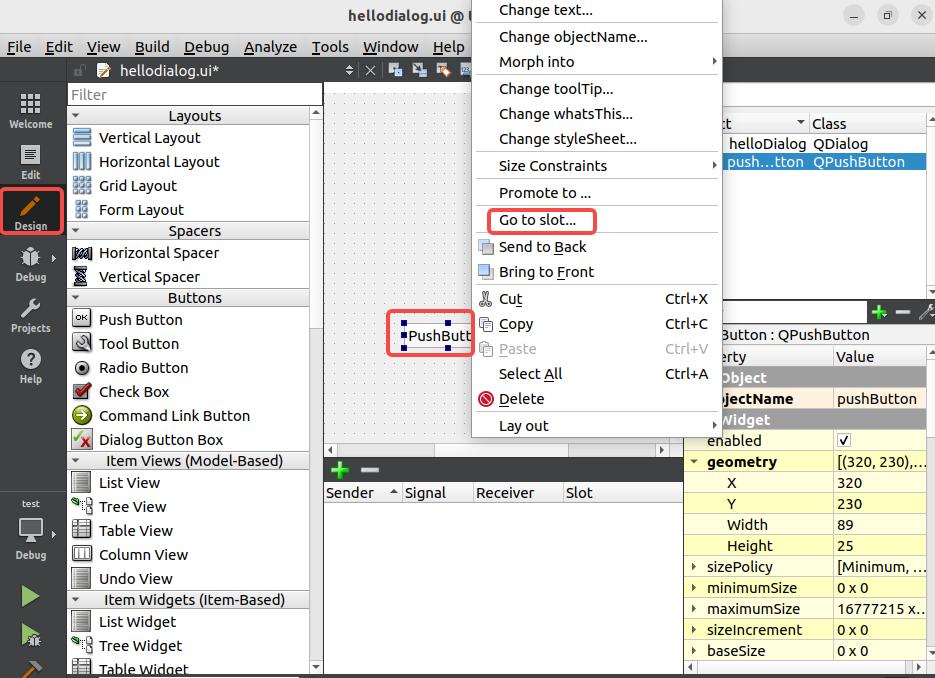 hellodialog.ui @
File Edit View Build Debug Analyze Tools Window Help
hellodialog.ui*
Welcome
Edit
Design
Debug
Projects
Help
test
Debug
Filter
Layouts
Vertical Layout
Horizontal Layout
Grid Layout
Form Layout
Spacers
Horizontal Spacer
Vertical Spacer
Buttons
Push Button
Tool Button
Radio Button
Check Box
Command Link Button
Dialog Button Box
Item Views (Model-Based)
List View
Tree View
Table View
Column View
Undo View
Item Widgets (Item-Based)
List Widget
Tree Widget
Table Widget
PushButt
Change text...
Change objectName...
Morph into
Change toolTip...
Change whatsThis...
Change styleSheet...
Size Constraints
Promote to ...
Go to slot...
Send to Back
Bring to Front
Cut Ctrl+X
Copy Ctrl+C
Paste Ctrl+V
Select All Ctrl+A
Delete
Lay out
Sender Signal Receiver Slot
ct Class
helloDialog QDialog
push...tton QPushButton
Button : QPushButton
erty Value
Object
bjectName pushButton
Widget
enabled
geometry [(320, 230),...
X 320
Y 230
Width 89
Height 25
sizePolicy [Minimum, ...
minimumSize 0 x 0
maximumSize 16777215 x...
sizeIncrement 0 x 0
baseSize 0 x 0